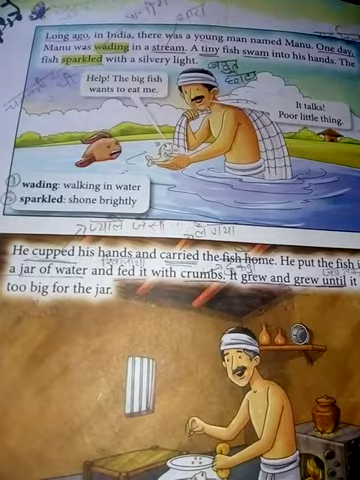 Long ago, in India, there was a young man named Manu. One day,
Manu was wading in a stream. A tiny fish swam into his hands. The
fish sparkled with a silvery light.
Help! The big fish
wants to eat me.
It talks!
Poor little thing.
wading: walking in water
sparkled: shone brightly
He cupped his hands and carried the fish home. He put the fish i
a jar of water and fed it with crumbs. It grew and grew until it
too big for the jar.